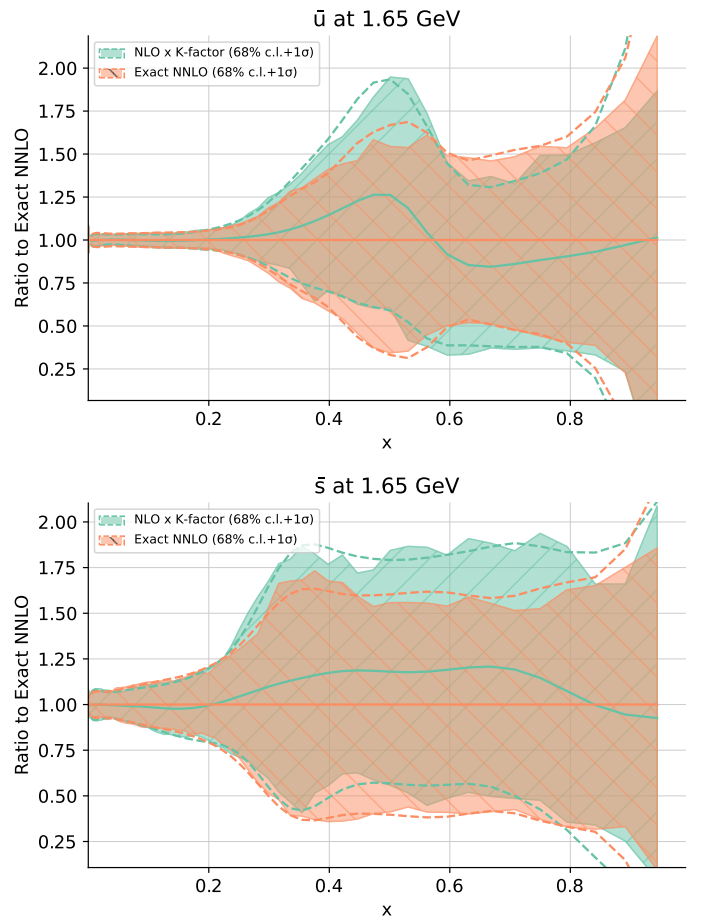 ū at 1.65 GeV
NLO x K-factor (68% c.l.+1σ)
Exact NNLO (68% c.l.+1σ)
Ratio to Exact NNLO
2.00
1.75
1.50
1.25
1.00
0.75
0.50
0.25
0.2 0.4 0.6 0.8
x
s̄ at 1.65 GeV
NLO x K-factor (68% c.l.+1σ)
Exact NNLO (68% c.l.+1σ)
Ratio to Exact NNLO
2.00
1.75
1.50
1.25
1.00
0.75
0.50
0.25
0.2 0.4 0.6 0.8
x